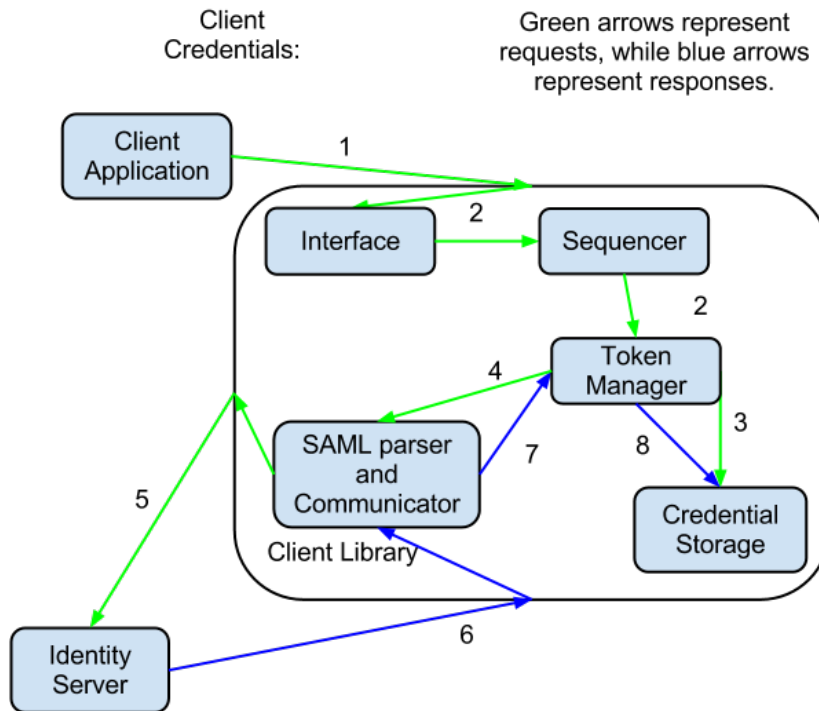 Client
Credentials:
Green arrows represent
requests, while blue arrows
represent responses.
Client
Application
1
2
Interface
Sequencer
2
Token
Manager
4
3
7
8
SAML parser
and
Communicator
5
Credential
Storage
Client Library
6
Identity
Server